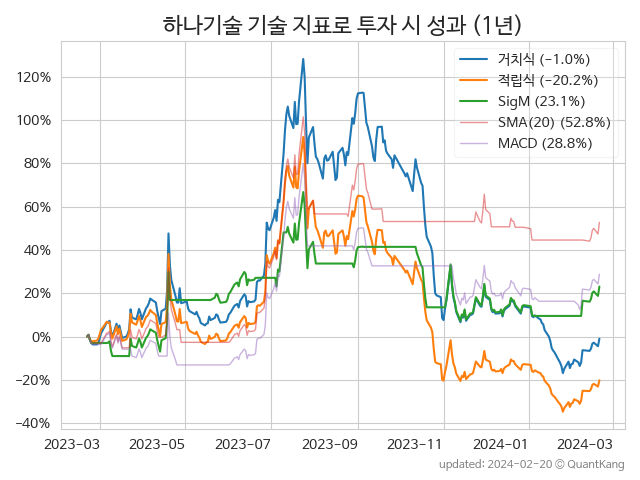 하나기술 기술 지표로 투자 시 성과 (1년)
거치식 (−1.0%)
적립식 (−20.2%)
SigM (23.1%)
SMA(20) (52.8%)
MACD (28.8%)
120%
100%
80%
60%
40%
20%
0%
−20%
−40%
2023-03 2023-05 2023-07 2023-09 2023-11 2024-01 2024-03
updated: 2024-02-20 © QuantKang